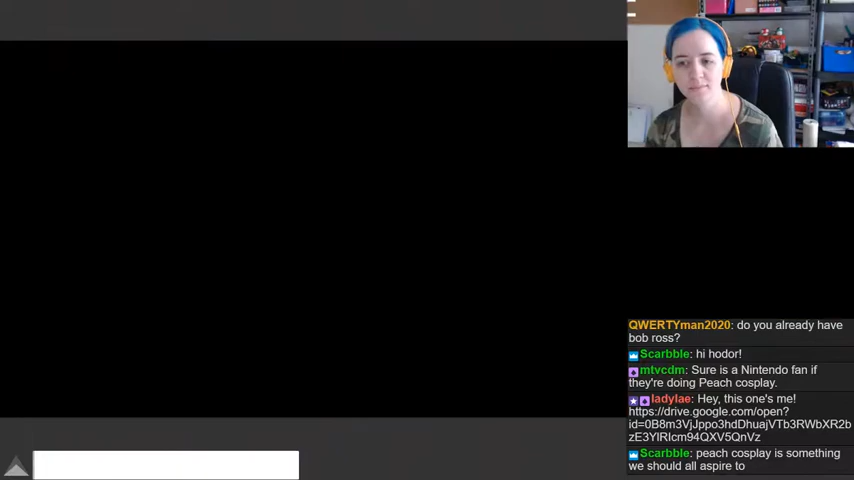 QWERTYman2020: do you already have
bob ross?
Scarbble: hi hodor!
mtvcdm: Sure is a Nintendo fan if
they're doing Peach cosplay.
ladylae: Hey, this one's me!
https://drive.google.com/open?
id=0B8m3VjJppo3hdDhuajVTb3RWbXR2b
zE3YlRIcm94QXV5QnVz
Scarbble: peach cosplay is something
we should all aspire to